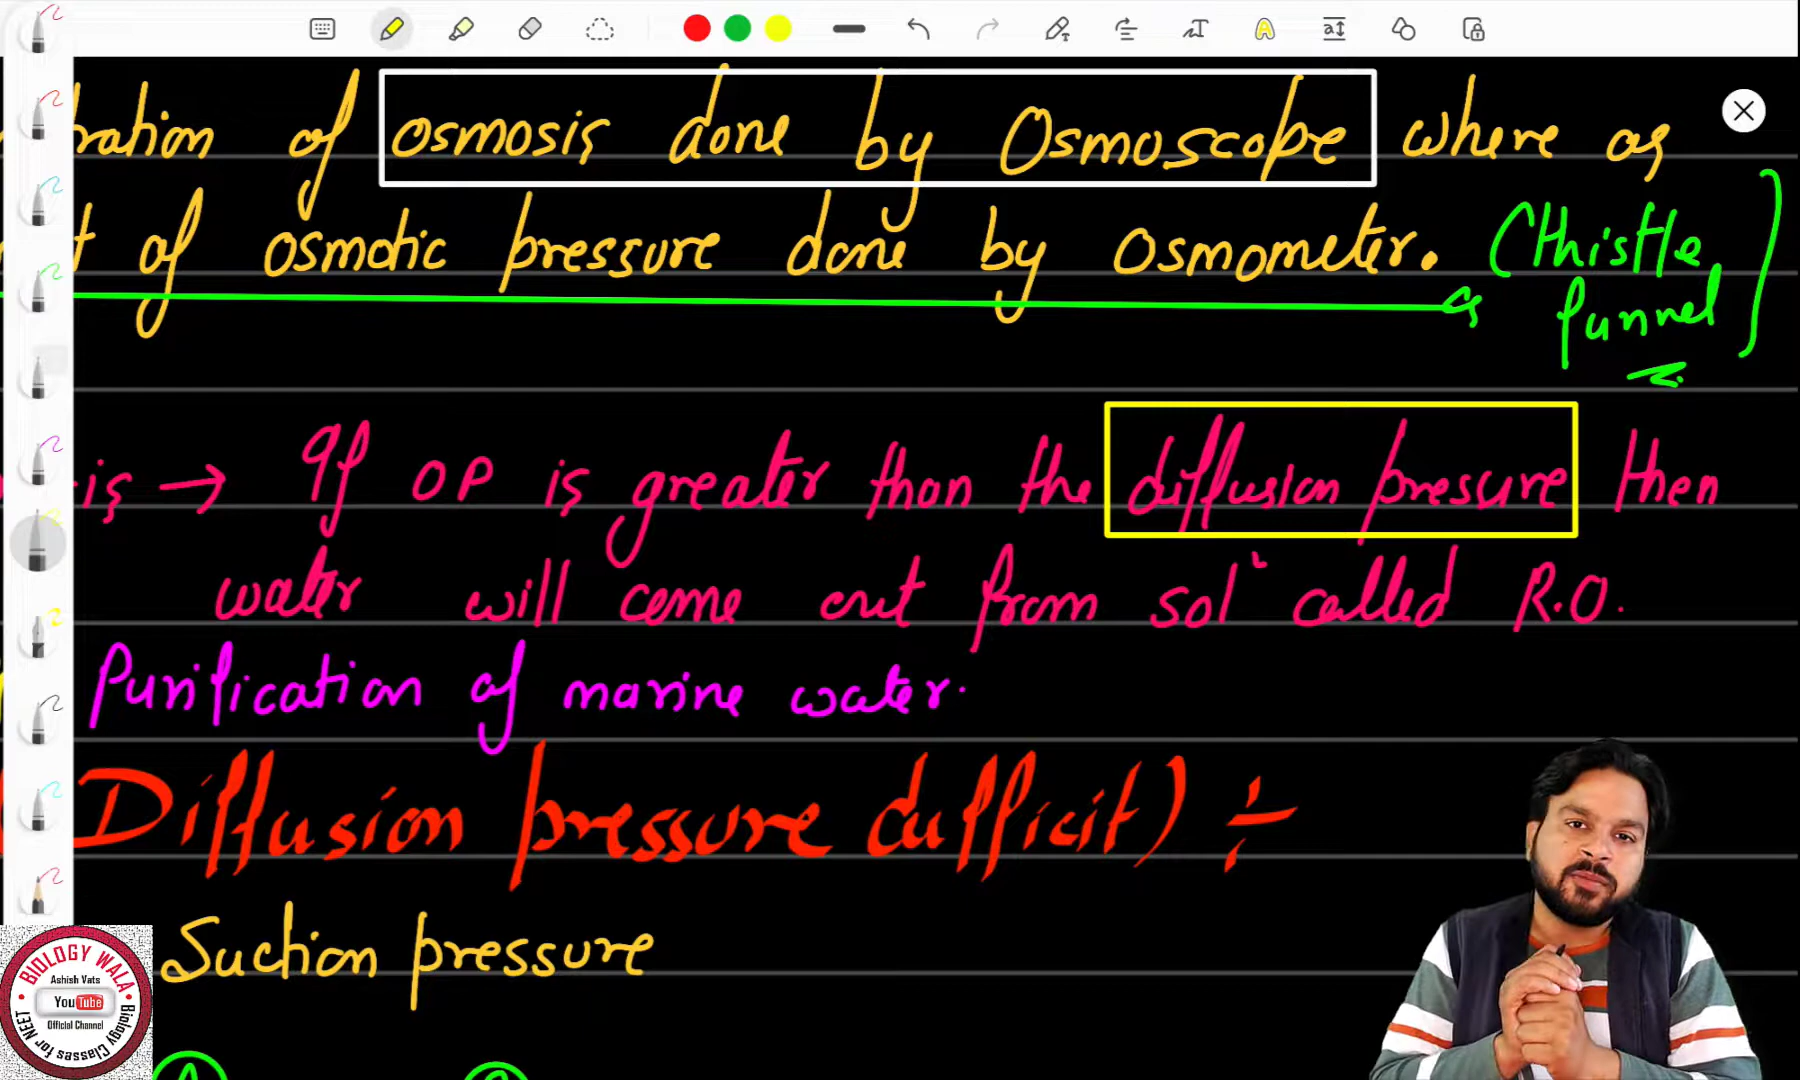 bration of osmosis done by Osmoscope where as
t of osmotic pressure done by Osmometer. (thistle
funnel)
is → If OP is greater than the diffusion pressure then
water will come out from sol^ called R.O.
Purification of marine water.
Diffusion pressure dufficit) ÷
Suction pressure
BIOLOGY WALA
Ashish Vats
YouTube
Official Channel
Biology Classes for NEET
A